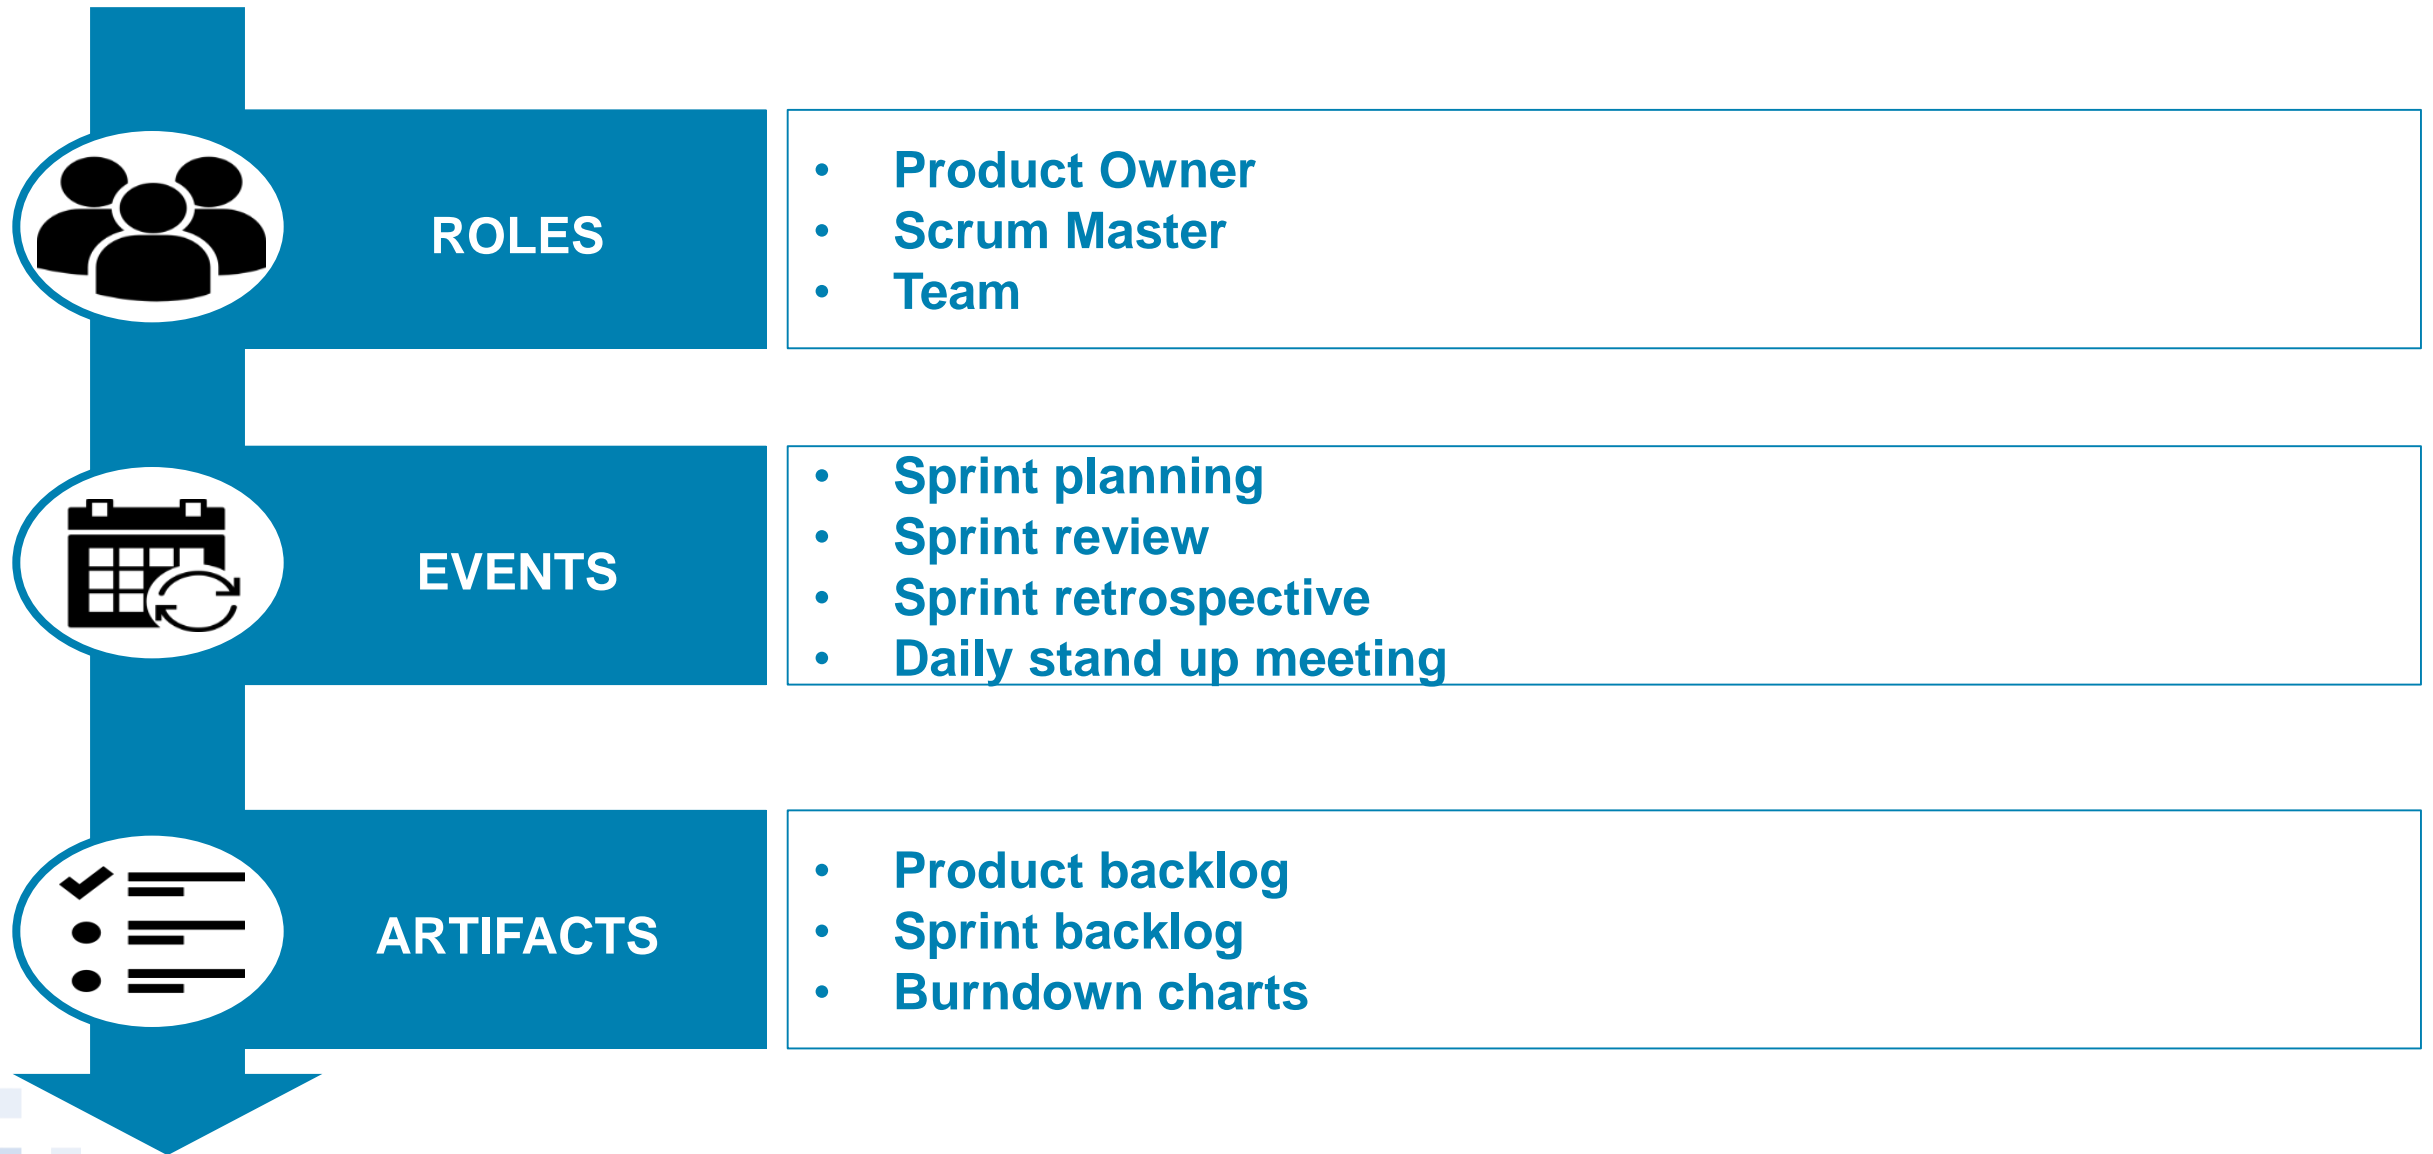 ROLES
• Product Owner
• Scrum Master
• Team
EVENTS
• Sprint planning
• Sprint review
• Sprint retrospective
• Daily stand up meeting
ARTIFACTS
• Product backlog
• Sprint backlog
• Burndown charts